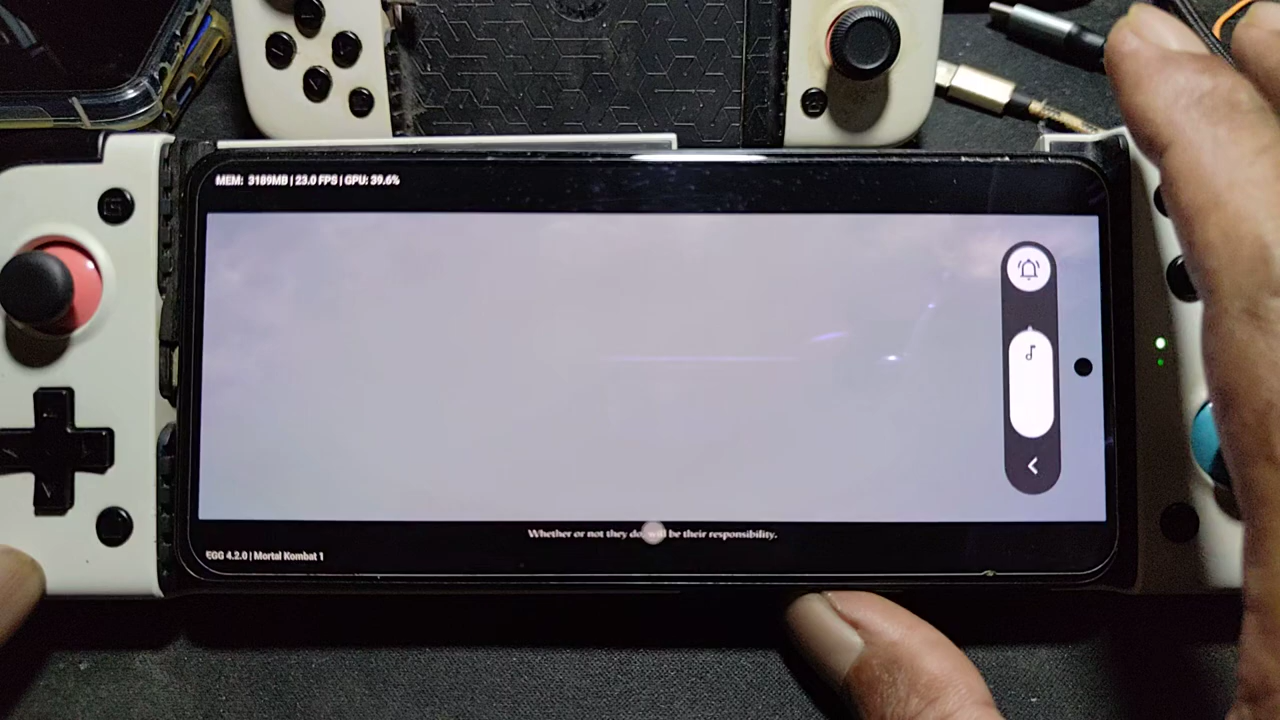 MEM: 3189MB | 23.0 FPS | GPU: 39.6%
Whether or not they do, will be their responsibility.
EGG 4.2.0 | Mortal Kombat 1